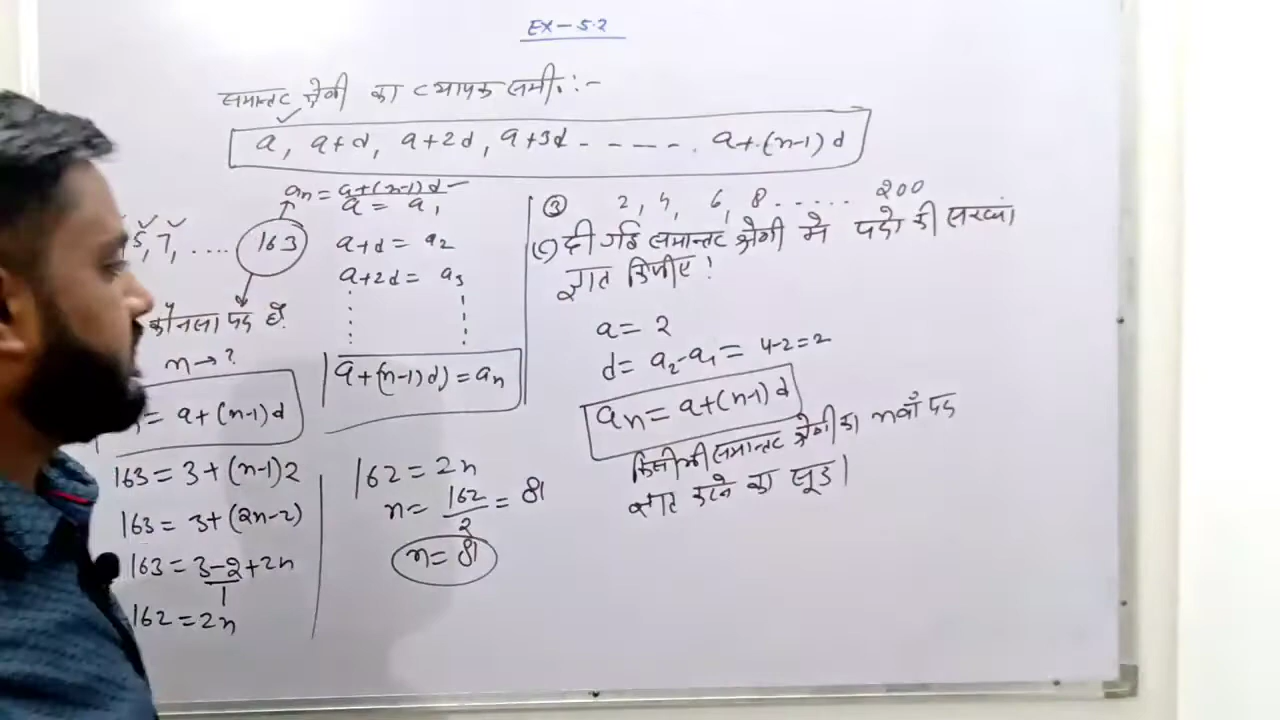 EX-5.2
समान्तर श्रेणी का व्यापक समी.:-
a, a+d, a+2d, a+3d - - - - . a+(n-1)d
an = a+(n-1)d
a = a1
5, 7, .... 163
a+d = a2
a+2d = a3
कौनसा पद है.
n→?
a+(n-1)d) = an
= a+(n-1)d
163 = 3+(n-1)2
163 = 3+(2n-2)
163 = 3-2+2n
1
162 = 2n
162 = 2n
n = 162/2 = 81
n = 81
③ 2, 4, 6, 8 ...... 200
दी गई समान्तर श्रेणी में पदों की
ज्ञात कीजिए!
a = 2
d = a2-a1 = 4-2=2
an = a+(n-1)d
किसी भी समान्तर श्रेणी का nवाँ पद
ज्ञात करने का